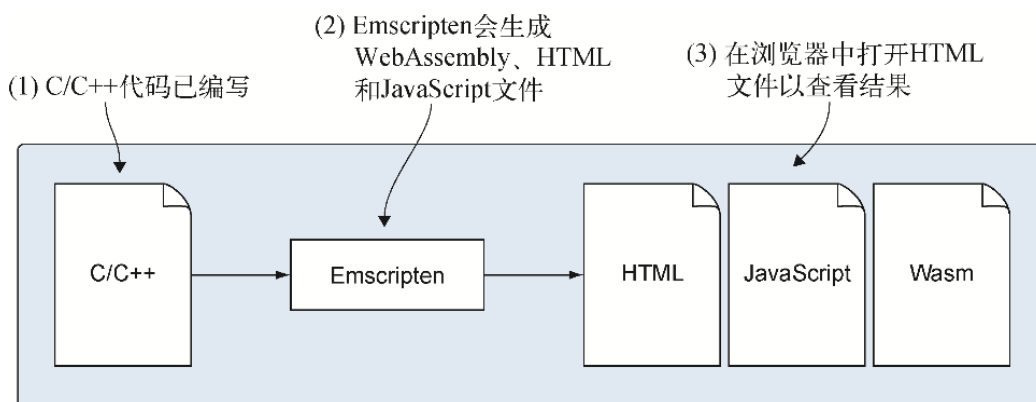 (1) C/C++代码已编写
(2) Emscripten会生成
WebAssembly、HTML
和JavaScript文件
(3) 在浏览器中打开HTML
文件以查看结果
C/C++
Emscripten
HTML
JavaScript
Wasm